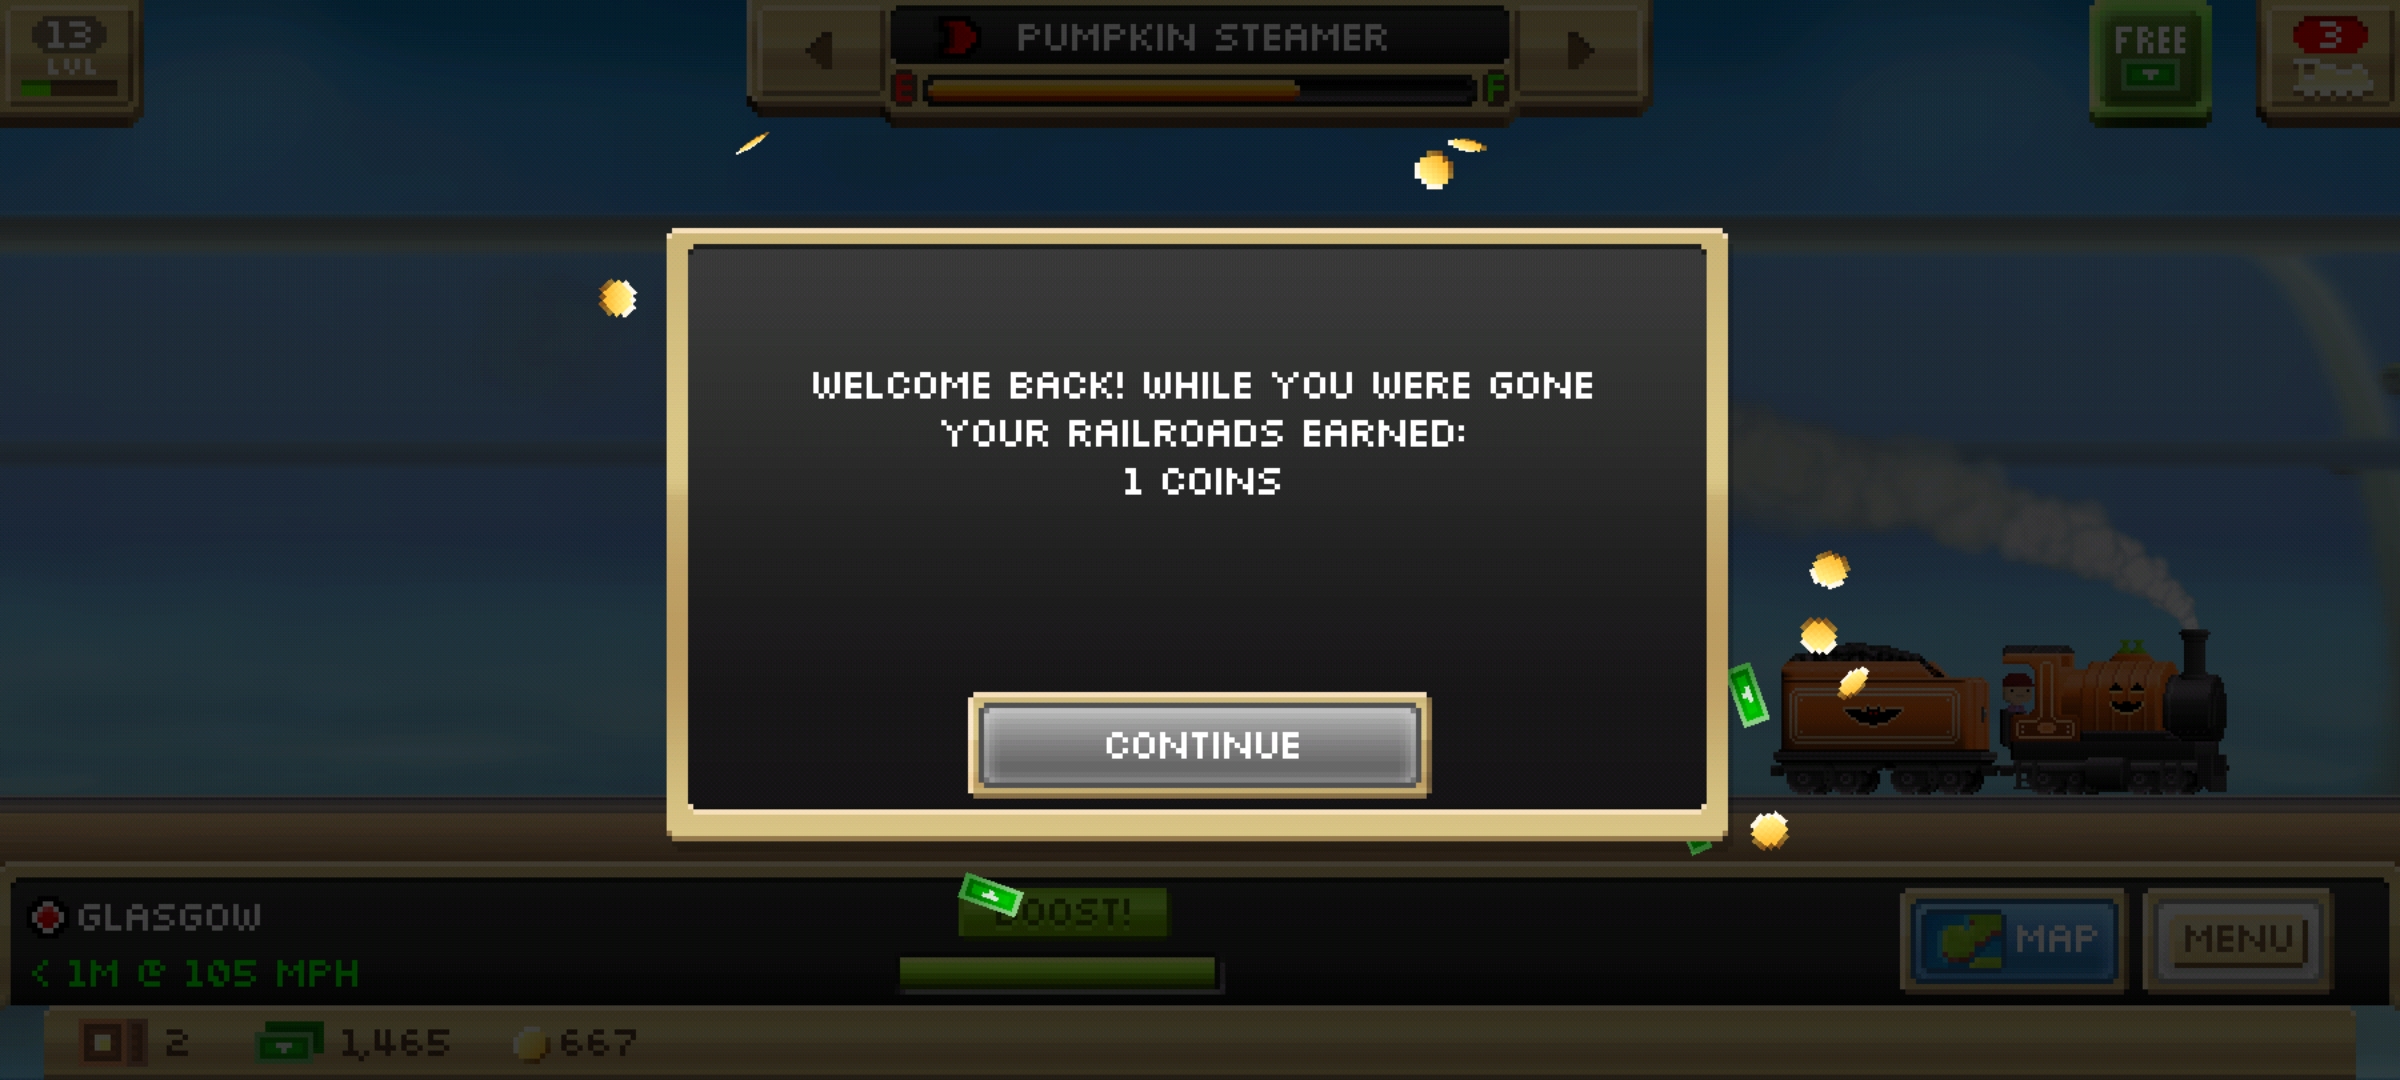 13
LVL
PUMPKIN STEAMER
E F
FREE
3
WELCOME BACK! WHILE YOU WERE GONE
YOUR RAILROADS EARNED:
1 COINS
CONTINUE
GLASGOW
< 1M @ 105 MPH
BOOST!
MAP
MENU
2 1,465 667